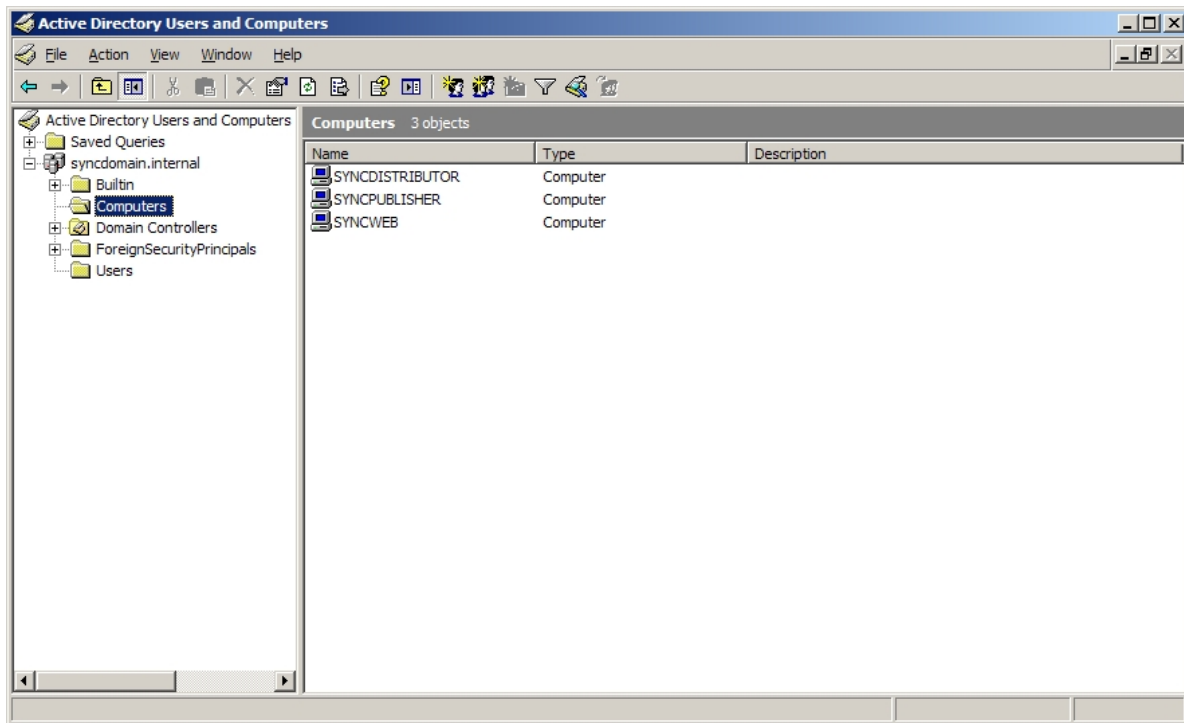 Active Directory Users and Computers
File Action View Window Help
Active Directory Users and Computers
Saved Queries
syncdomain.internal
Builtin
Computers
Domain Controllers
ForeignSecurityPrincipals
Users
Computers 3 objects
Name Type Description
SYNCDISTRIBUTOR Computer
SYNCPUBLISHER Computer
SYNCWEB Computer